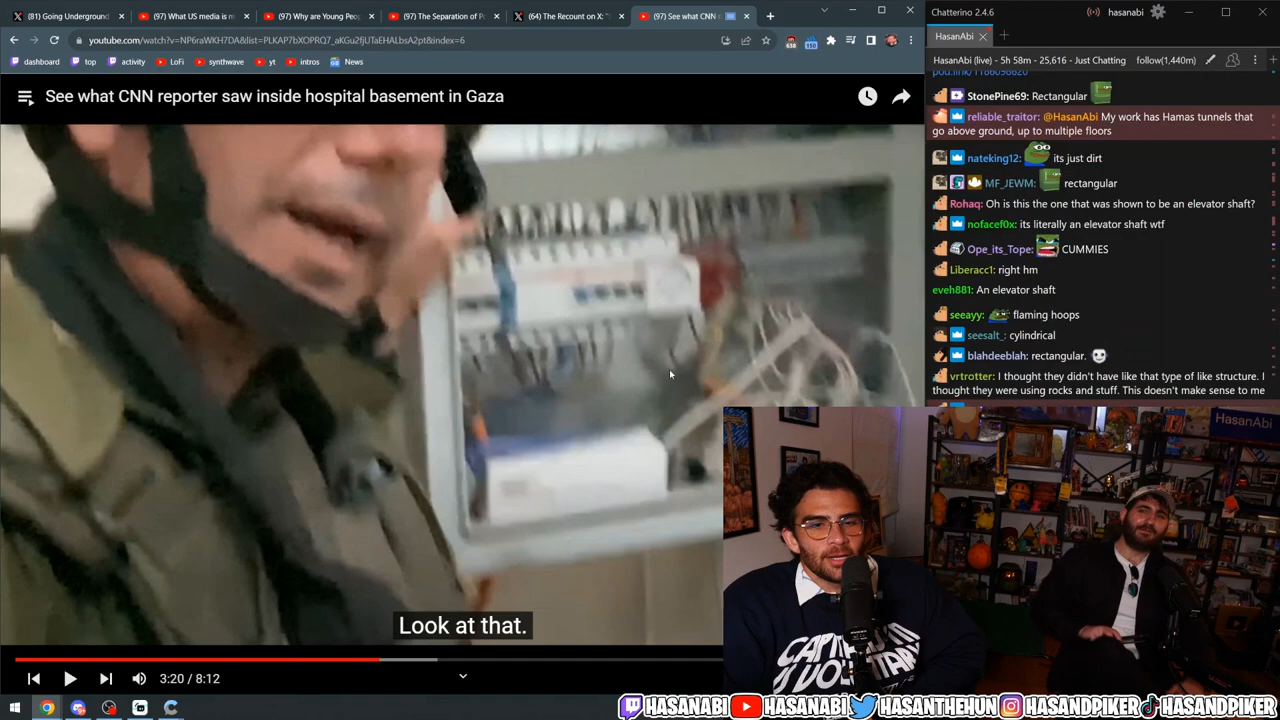 (81) Going Underground
(97) What US media is m
(97) Why are Young Peop
(97) The Separation of Po
(64) The Recount on X: "S
(97) See what CNN r
youtube.com/watch?v=NP6raWKH7DA&list=PLKAP7bXOPRQ7_aKGu2fjUTaEHALbsA2pt&index=6
dashboard top activity LoFi synthwave yt intros News
See what CNN reporter saw inside hospital basement in Gaza
Look at that.
3:20 / 8:12
Chatterino 2.4.6
hasanabi
HasanAbi
HasanAbi (live) - 5h 58m - 25,616 - Just Chatting
follow(1,440m)
StonePine69: Rectangular
reliable_traitor: @HasanAbi My work has Hamas tunnels that
go above ground, up to multiple floors
nateking12: its just dirt
MF_JEWM: rectangular
Rohaq: Oh is this the one that was shown to be an elevator shaft?
nofacef0x: its literally an elevator shaft wtf
Ope_its_Tope: CUMMIES
Liberacc1: right hm
eveh881: An elevator shaft
seeayy: flaming hoops
seesalt_: cylindrical
blahdeeblah: rectangular.
vrtrotter: I thought they didn't have like that type of like structure. I
thought they were using rocks and stuff. This doesn't make sense to me
HasanAbi
HASANABI HASANABI HASANTHEHUN HASANDPIKER HASANDPIKER